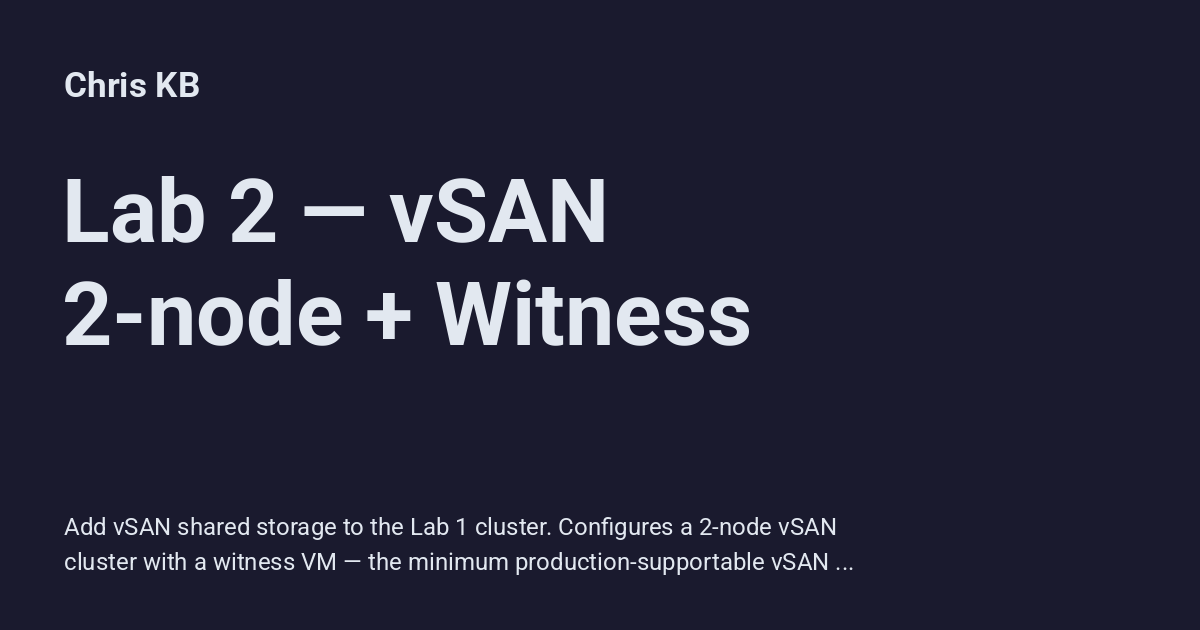 Chris KB
Lab 2 — vSAN
2-node + Witness
Add vSAN shared storage to the Lab 1 cluster. Configures a 2-node vSAN
cluster with a witness VM — the minimum production-supportable vSAN ...